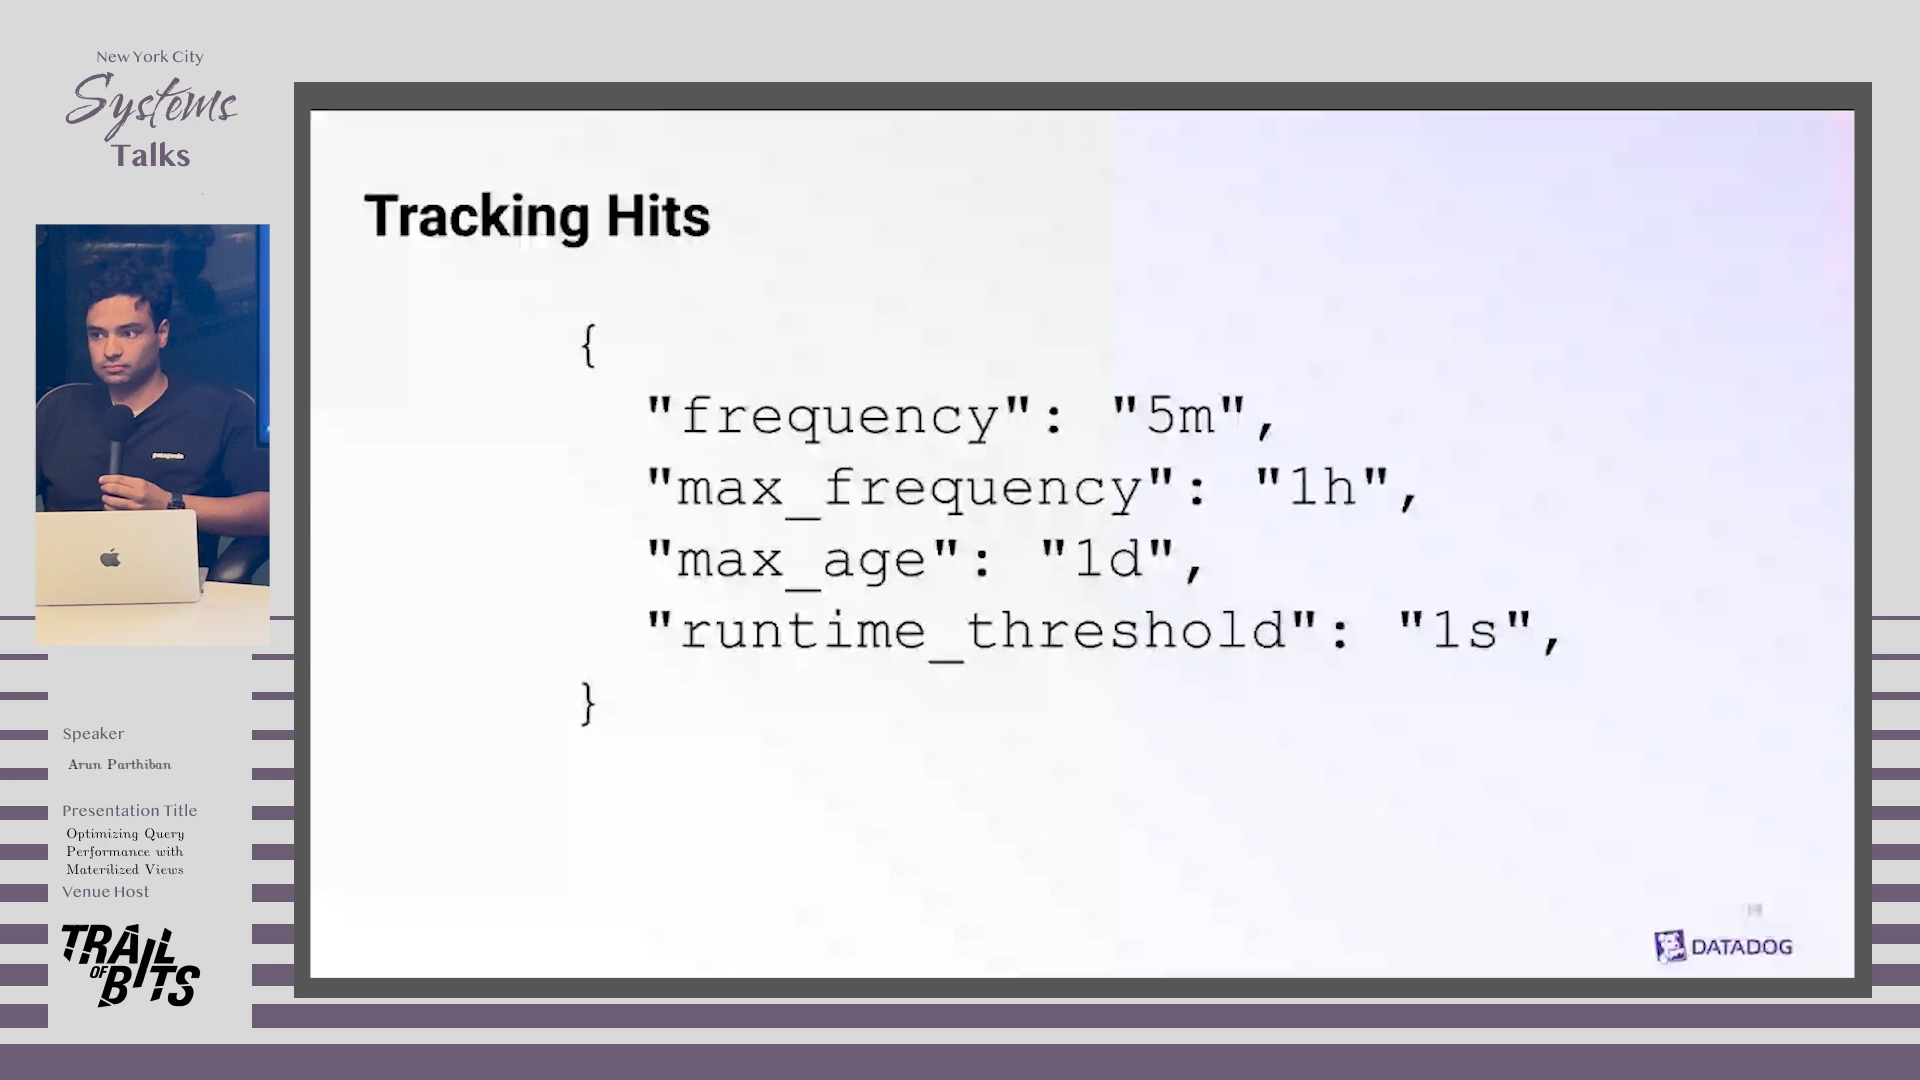 New York City
Systems
Talks
Tracking Hits
{
"frequency": "5m",
"max_frequency": "1h",
"max_age": "1d",
"runtime_threshold": "1s",
}
DATADOG
patagonia
Speaker
Arun Parthiban
Presentation Title
Optimizing Query
Performance with
Materilized Views
Venue Host
TRAIL
OF
BITS